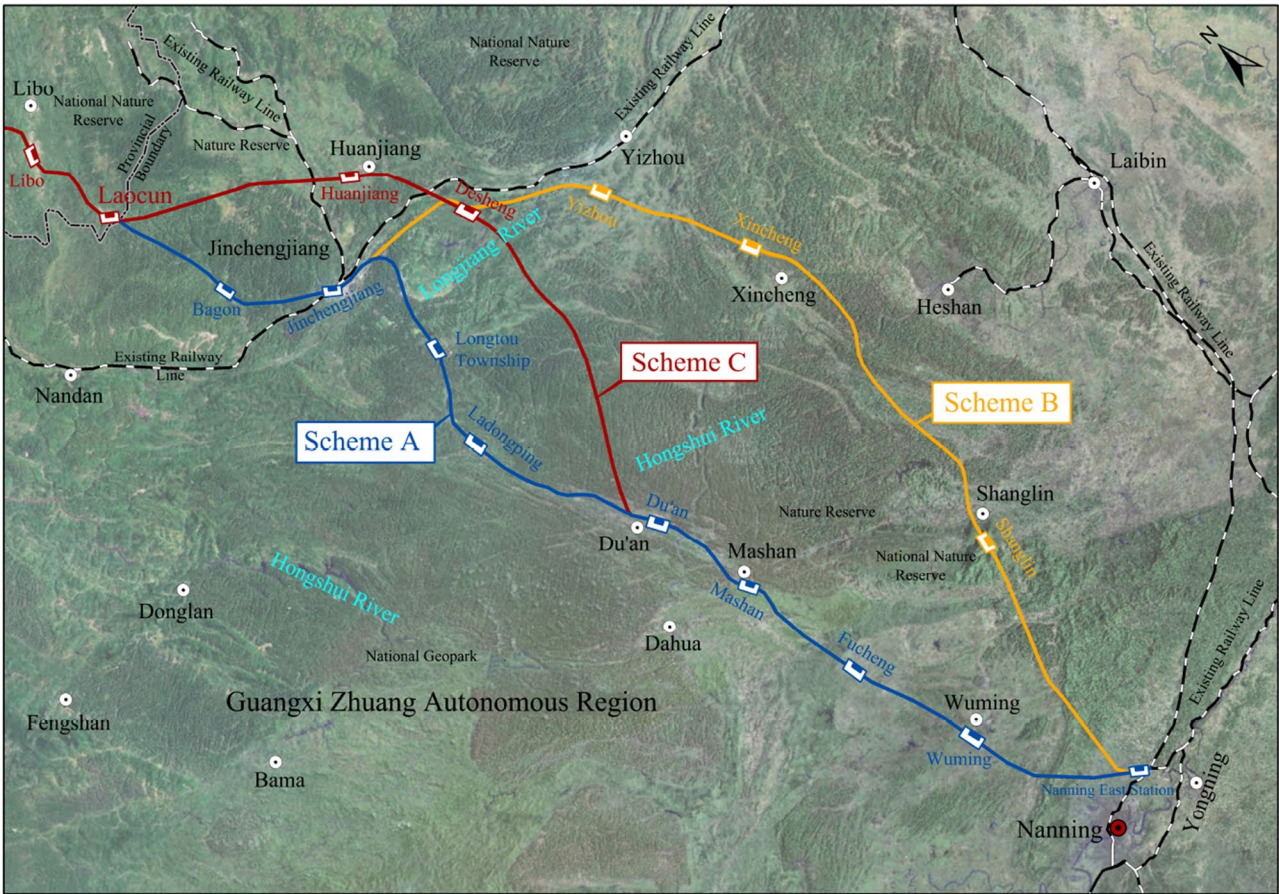 National Nature
Reserve
Existing Railway Line
Existing Railway Line
N
Libo
National Nature
Reserve
Provincial
Boundary
Nature Reserve
Huanjiang
Yizhou
Laibin
Libo
Laocun
Huanjiang
Desheng
Yizhou
Xincheng
Jinchengjiang
Longjiang River
Existing Railway Line
Bagon
Jinchengjiang
Xincheng
Heshan
Longtou
Township
Existing Railway
Line
Nandan
Scheme C
Scheme B
Scheme A
Ladongping
Hongshui River
Shanglin
Du'an
Nature Reserve
Du'an
Mashan
National Nature
Reserve
Shanglin
Hongshui River
Mashan
Donglan
Dahua
Existing Railway Line
National Geopark
Fucheng
Guangxi Zhuang Autonomous Region
Wuming
Fengshan
Wuming
Bama
Nanning East Station
Yongning
Nanning